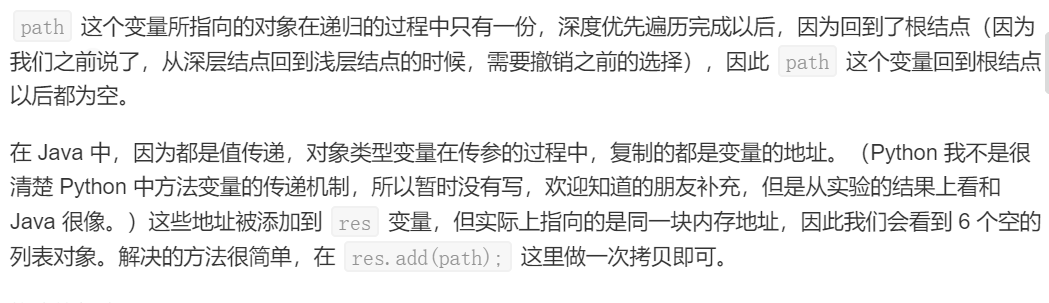 path 这个变量所指向的对象在递归的过程中只有一份，深度优先遍历完成以后，因为回到了根结点（因为
我们之前说了，从深层结点回到浅层结点的时候，需要撤销之前的选择），因此 path 这个变量回到根结点
以后都为空。
在 Java 中，因为都是值传递，对象类型变量在传参的过程中，复制的都是变量的地址。（Python 我不是很
清楚 Python 中方法变量的传递机制，所以暂时没有写，欢迎知道的朋友补充，但是从实验的结果上看和
Java 很像。）这些地址被添加到 res 变量，但实际上指向的是同一块内存地址，因此我们会看到 6 个空的
列表对象。解决的方法很简单，在 res.add(path); 这里做一次拷贝即可。